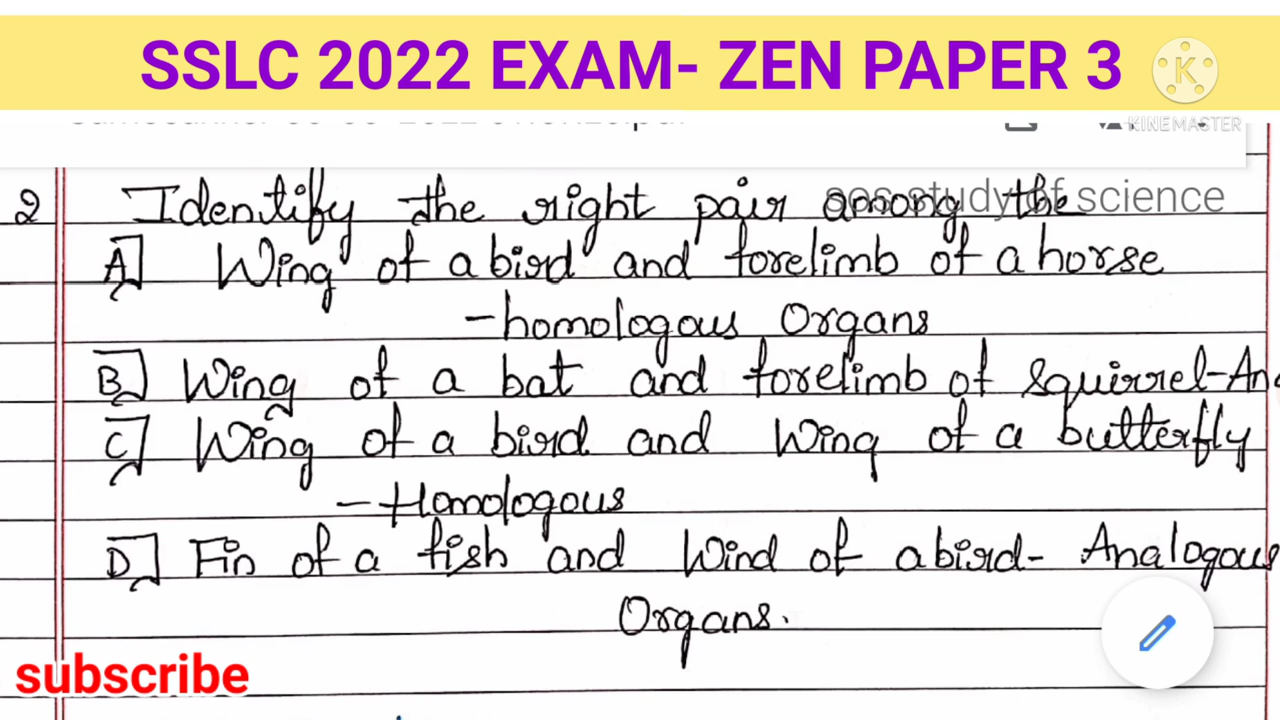 SSLC 2022 EXAM- ZEN PAPER 3
KINEMASTER
ses study of science
2 Identify the right pair among the
A] Wing of a bird and forelimb of a horse
- homologous Organs
B] Wing of a bat and forelimb of squirrel-
C] Wing of a bird and Wing of a butterfly
- Homologous
D] Fin of a fish and Wind of a bird- Analogous
Organs.
subscribe